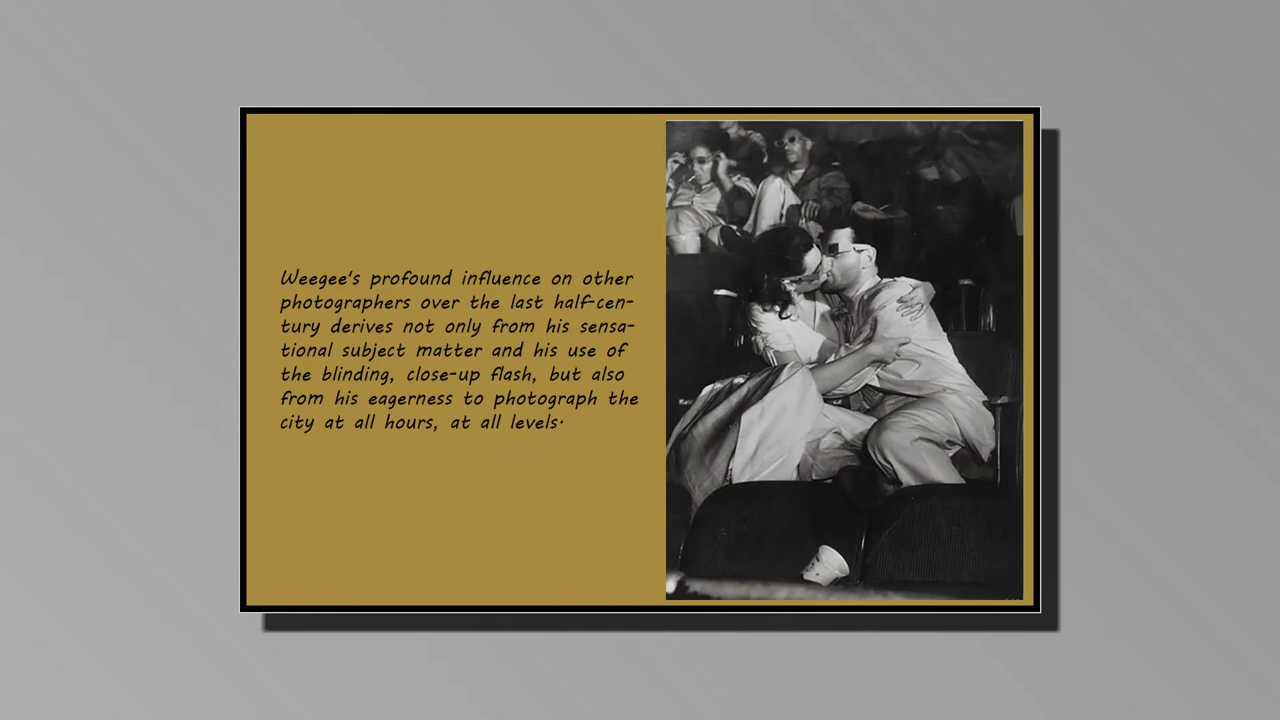 Weegee's profound influence on other
photographers over the last half-cen-
tury derives not only from his sensa-
tional subject matter and his use of
the blinding, close-up flash, but also
from his eagerness to photograph the
city at all hours, at all levels.